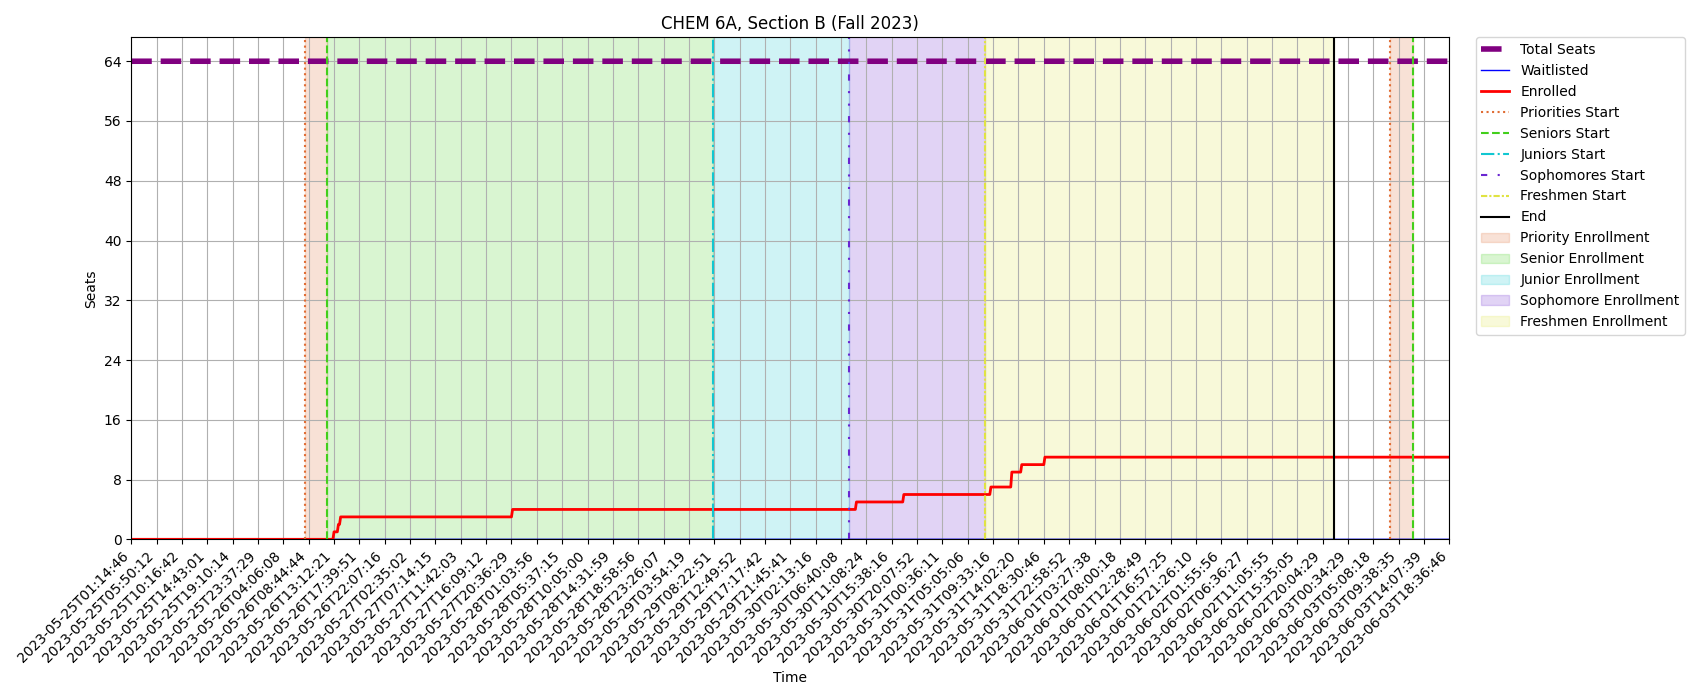 CHEM 6A, Section B (Fall 2023)
Seats
64
56
48
40
32
24
16
8
0
2023-05-25T01:14:46
2023-05-25T05:50:12
2023-05-25T10:16:42
2023-05-25T14:43:01
2023-05-25T19:10:14
2023-05-25T23:37:29
2023-05-26T04:06:08
2023-05-26T08:44:44
2023-05-26T13:12:21
2023-05-26T17:39:51
2023-05-26T22:07:16
2023-05-27T02:35:02
2023-05-27T07:14:15
2023-05-27T11:42:03
2023-05-27T16:09:12
2023-05-27T20:36:29
2023-05-28T01:03:56
2023-05-28T05:37:15
2023-05-28T10:05:00
2023-05-28T14:31:59
2023-05-28T18:58:56
2023-05-28T23:26:07
2023-05-29T03:54:19
2023-05-29T08:22:51
2023-05-29T12:49:52
2023-05-29T17:17:42
2023-05-29T21:45:41
2023-05-30T02:13:16
2023-05-30T06:40:08
2023-05-30T11:08:24
2023-05-30T15:38:16
2023-05-30T20:07:52
2023-05-31T00:36:11
2023-05-31T05:05:06
2023-05-31T09:33:16
2023-05-31T14:02:20
2023-05-31T18:30:46
2023-05-31T22:58:52
2023-06-01T03:27:38
2023-06-01T08:00:18
2023-06-01T12:28:49
2023-06-01T16:57:25
2023-06-01T21:26:10
2023-06-02T01:55:56
2023-06-02T06:36:27
2023-06-02T11:05:55
2023-06-02T15:35:05
2023-06-02T20:04:29
2023-06-03T00:34:29
2023-06-03T05:08:18
2023-06-03T09:38:35
2023-06-03T14:07:39
2023-06-03T18:36:46
Time
Total Seats
Waitlisted
Enrolled
Priorities Start
Seniors Start
Juniors Start
Sophomores Start
Freshmen Start
End
Priority Enrollment
Senior Enrollment
Junior Enrollment
Sophomore Enrollment
Freshmen Enrollment